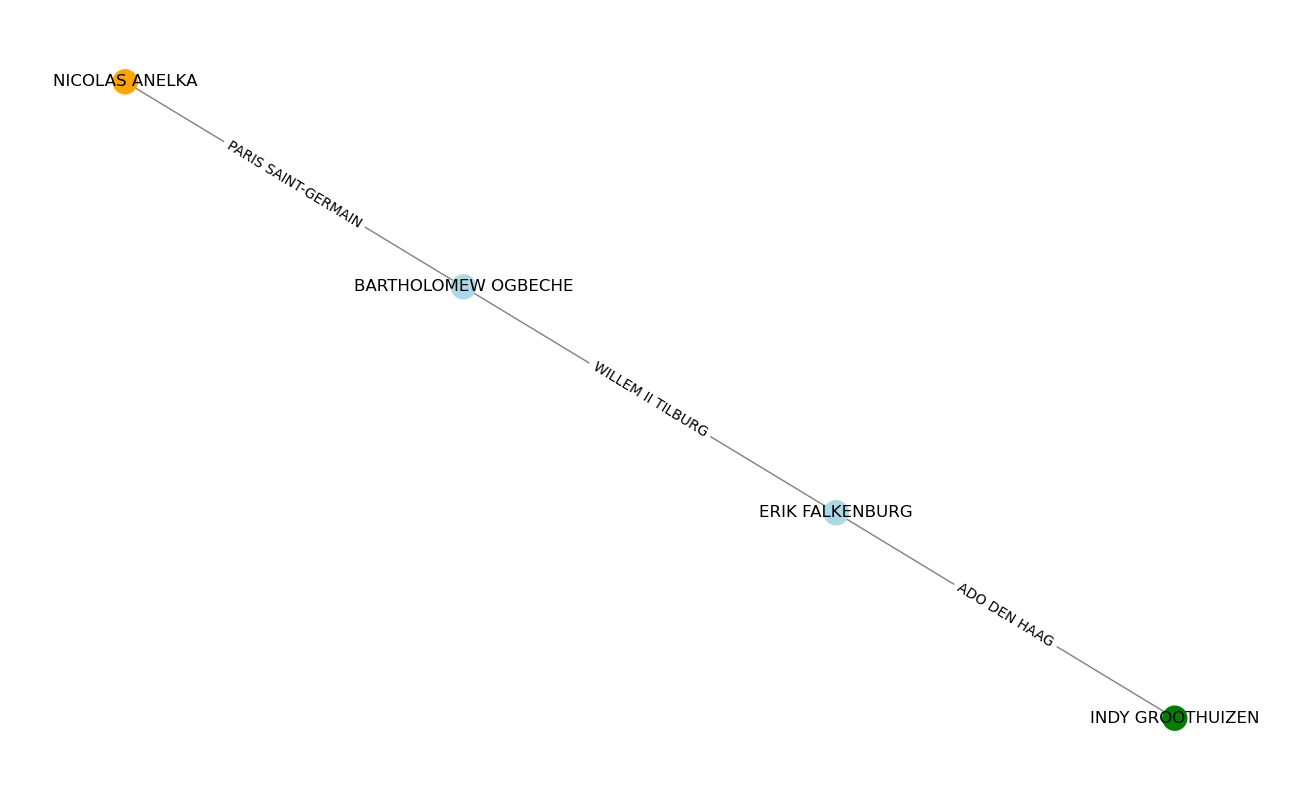 NICOLAS ANELKA
PARIS SAINT-GERMAIN
BARTHOLOMEW OGBECHE
WILLEM II TILBURG
ERIK FALKENBURG
ADO DEN HAAG
INDY GROOTHUIZEN